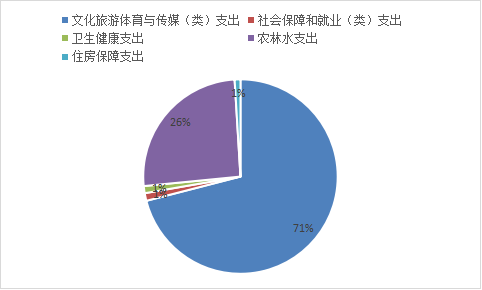 文化旅游体育与传媒（类）支出 社会保障和就业（类）支出
卫生健康支出 农林水支出
住房保障支出
1%
26%
1%
1%
71%